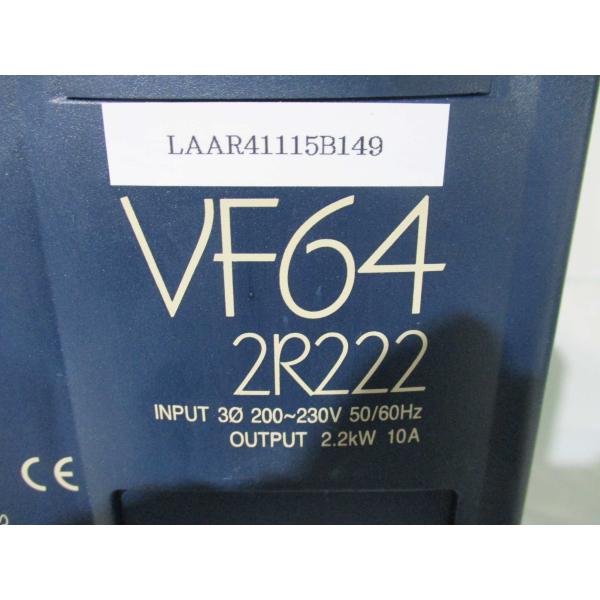 LAAR41115B149
VF64
2R222
INPUT 3Ø 200~230V 50/60Hz
OUTPUT 2.2kW 10A
CE